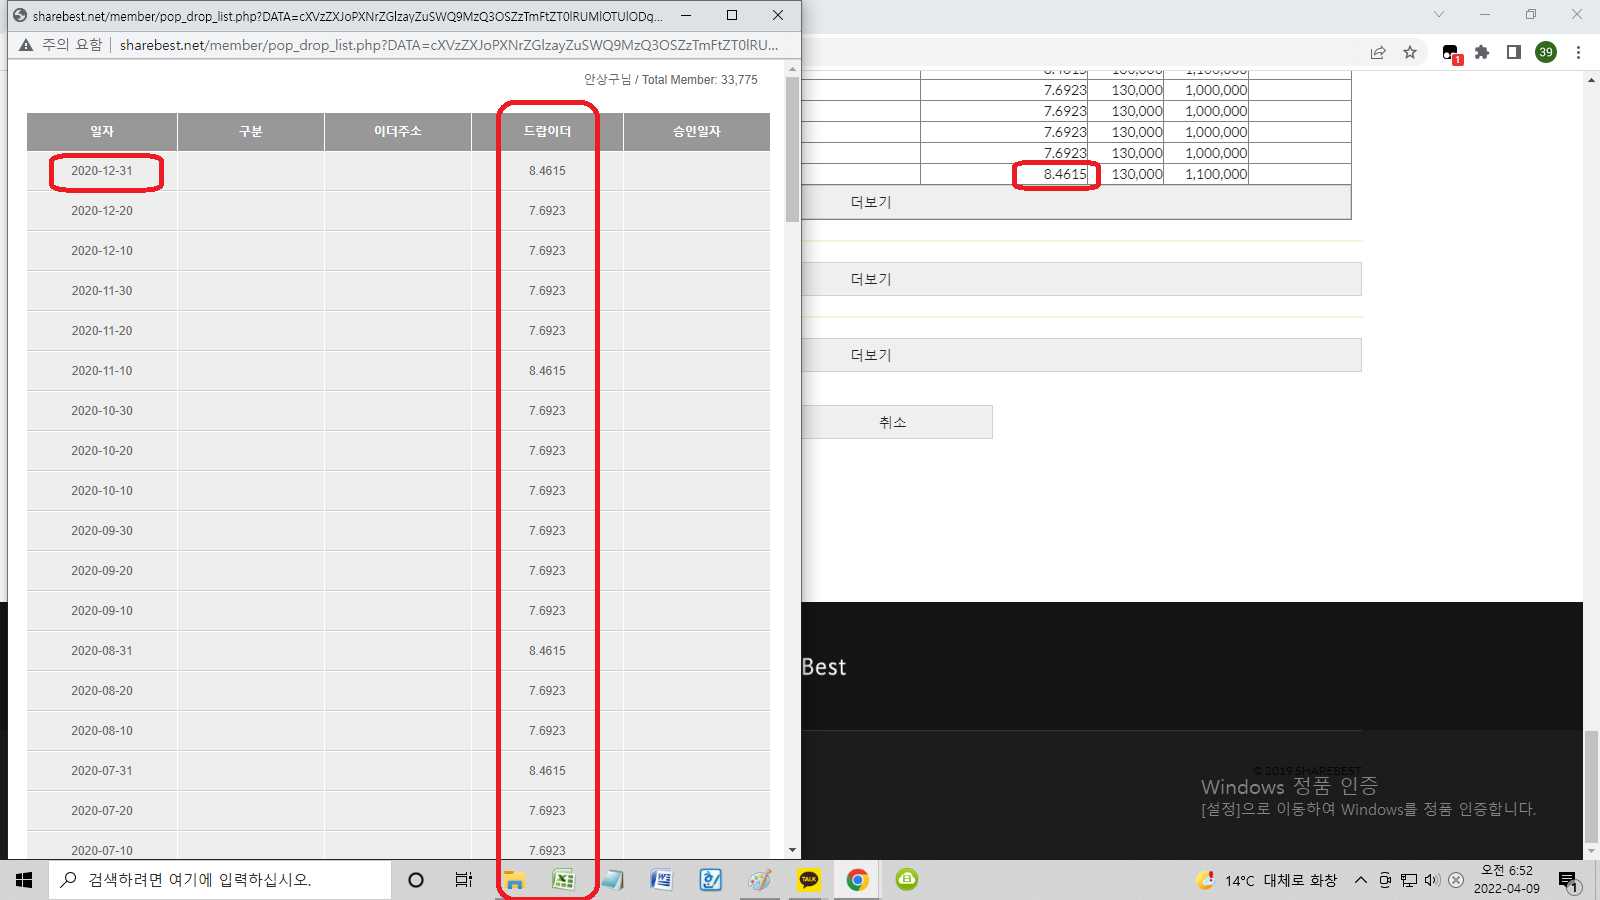 sharebest.net/member/pop_drop_list.php?DATA=cXVzZXJoPXNrZGlzayZuSWQ9MzQ3OSZzTmFtZT0lRUMlOTUlODq...
주의 요함 sharebest.net/member/pop_drop_list.php?DATA=cXVzZXJoPXNrZGlzayZuSWQ9MzQ3OSZzTmFtZT0lRU...
안상구님 / Total Member: 33,775
일자 구분 이더주소 드랍이더 승인일자
2020-12-31 8.4615
2020-12-20 7.6923
2020-12-10 7.6923
2020-11-30 7.6923
2020-11-20 7.6923
2020-11-10 8.4615
2020-10-30 7.6923
2020-10-20 7.6923
2020-10-10 7.6923
2020-09-30 7.6923
2020-09-20 7.6923
2020-09-10 7.6923
2020-08-31 8.4615
2020-08-20 7.6923
2020-08-10 7.6923
2020-07-31 8.4615
2020-07-20 7.6923
2020-07-10 7.6923
1
39
8.4615 130,000 1,100,000
7.6923 130,000 1,000,000
7.6923 130,000 1,000,000
7.6923 130,000 1,000,000
7.6923 130,000 1,000,000
8.4615 130,000 1,100,000
더보기
더보기
더보기
취소
Best
© 2019 SHAREBEST
Windows 정품 인증
[설정]으로 이동하여 Windows를 정품 인증합니다.
검색하려면 여기에 입력하십시오.
TALK
14°C 대체로 화창
오전 6:52
2022-04-09
1